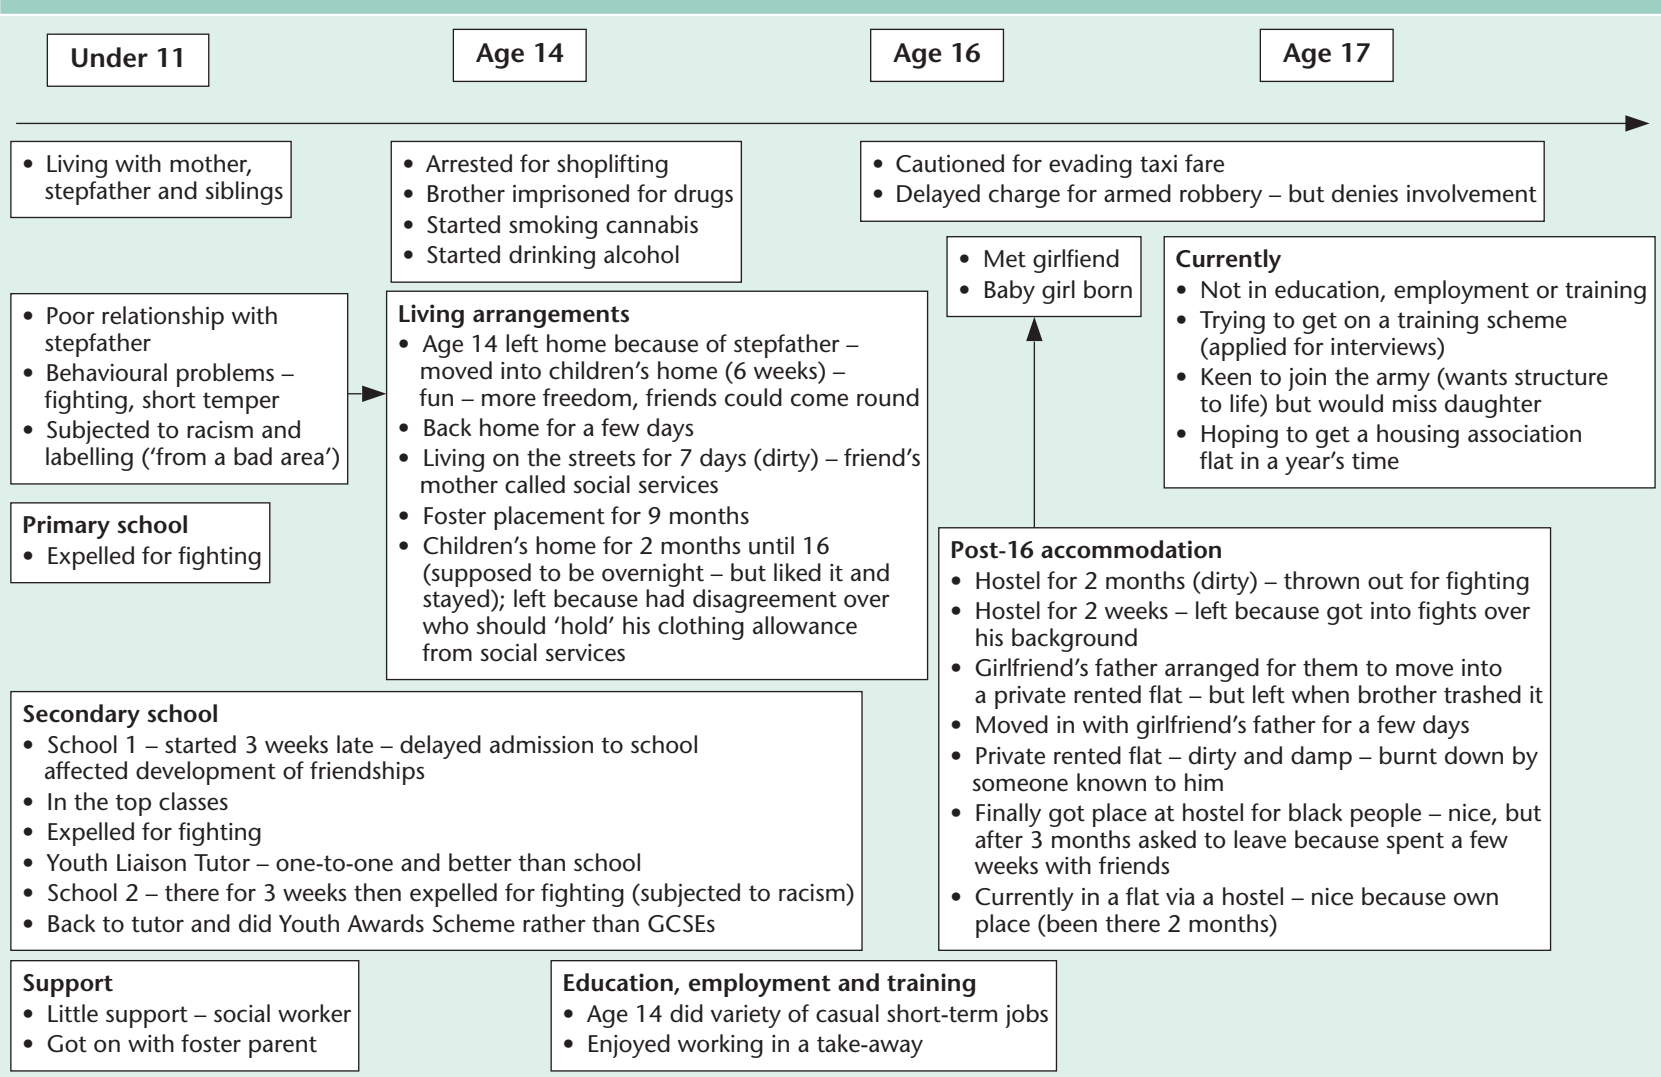 Under 11
Age 14
Age 16
Age 17
• Living with mother,
stepfather and siblings
• Arrested for shoplifting
• Brother imprisoned for drugs
• Started smoking cannabis
• Started drinking alcohol
• Cautioned for evading taxi fare
• Delayed charge for armed robbery – but denies involvement
• Poor relationship with
stepfather
• Behavioural problems –
fighting, short temper
• Subjected to racism and
labelling (‘from a bad area’)
Living arrangements
• Age 14 left home because of stepfather –
moved into children’s home (6 weeks) –
fun – more freedom, friends could come round
• Back home for a few days
• Living on the streets for 7 days (dirty) – friend’s
mother called social services
• Foster placement for 9 months
• Children’s home for 2 months until 16
(supposed to be overnight – but liked it and
stayed); left because had disagreement over
who should ‘hold’ his clothing allowance
from social services
• Met girlfiend
• Baby girl born
Currently
• Not in education, employment or training
• Trying to get on a training scheme
(applied for interviews)
• Keen to join the army (wants structure
to life) but would miss daughter
• Hoping to get a housing association
flat in a year’s time
Primary school
• Expelled for fighting
Post-16 accommodation
• Hostel for 2 months (dirty) – thrown out for fighting
• Hostel for 2 weeks – left because got into fights over
his background
• Girlfriend’s father arranged for them to move into
a private rented flat – but left when brother trashed it
• Moved in with girlfriend’s father for a few days
• Private rented flat – dirty and damp – burnt down by
someone known to him
• Finally got place at hostel for black people – nice, but
after 3 months asked to leave because spent a few
weeks with friends
• Currently in a flat via a hostel – nice because own
place (been there 2 months)
Secondary school
• School 1 – started 3 weeks late – delayed admission to school
affected development of friendships
• In the top classes
• Expelled for fighting
• Youth Liaison Tutor – one-to-one and better than school
• School 2 – there for 3 weeks then expelled for fighting (subjected to racism)
• Back to tutor and did Youth Awards Scheme rather than GCSEs
Support
• Little support – social worker
• Got on with foster parent
Education, employment and training
• Age 14 did variety of casual short-term jobs
• Enjoyed working in a take-away